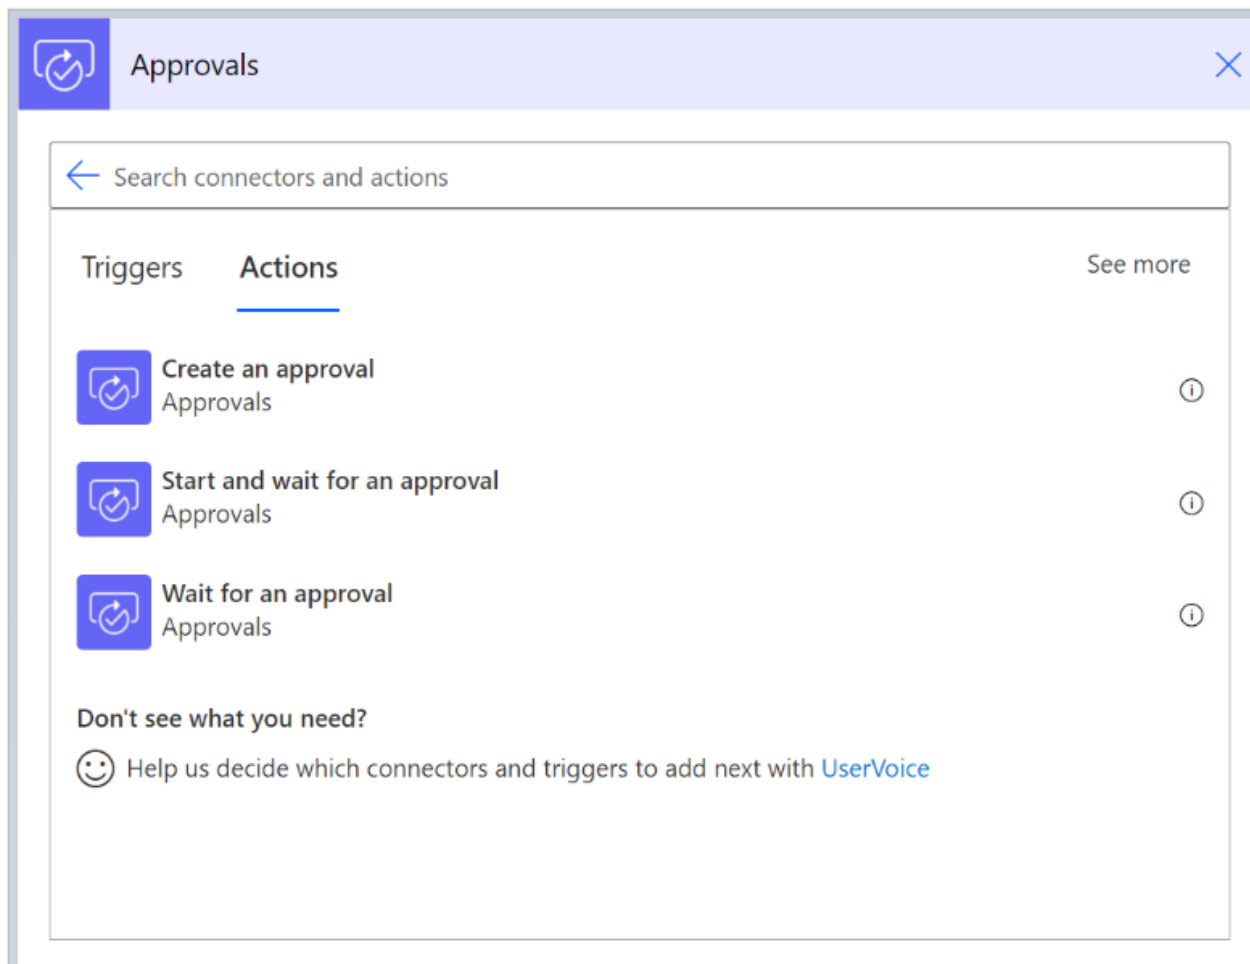 Approvals
Search connectors and actions
Triggers Actions See more
Create an approval
Approvals
Start and wait for an approval
Approvals
Wait for an approval
Approvals
Don't see what you need?
Help us decide which connectors and triggers to add next with UserVoice